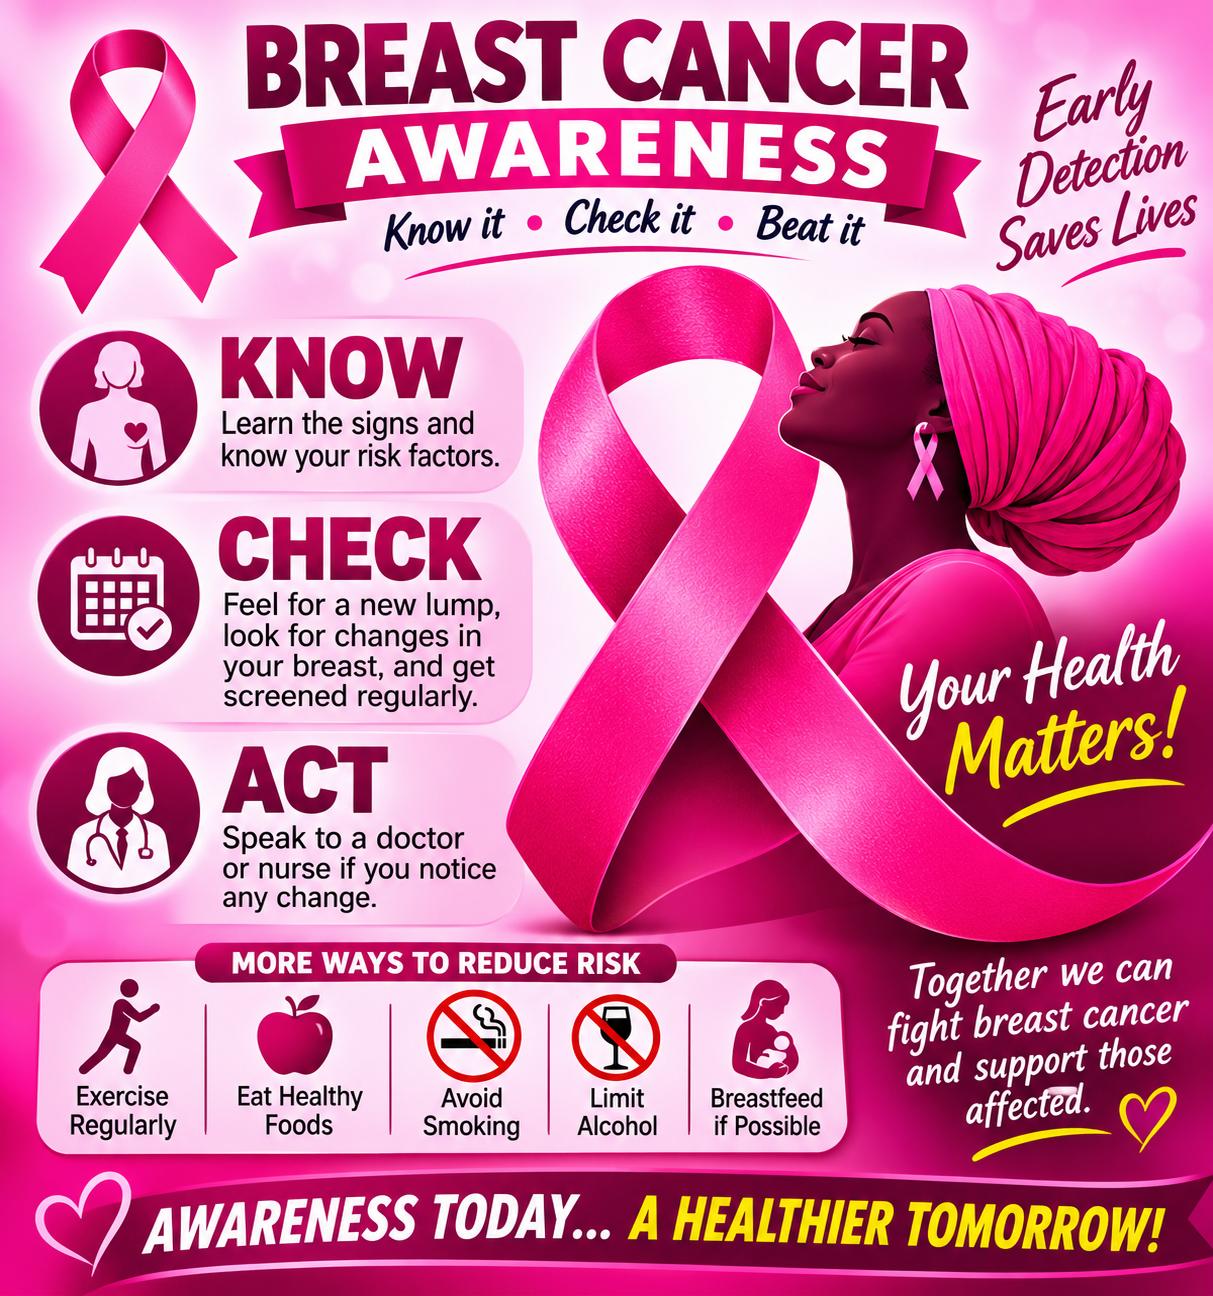 BREAST CANCER
AWARENESS
Know it • Check it • Beat it
Early
Detection
Saves Lives
KNOW
Learn the signs and
know your risk factors.
CHECK
Feel for a new lump,
look for changes in
your breast, and get
screened regularly.
ACT
Speak to a doctor
or nurse if you notice
any change.
Your Health
Matters!
MORE WAYS TO REDUCE RISK
Exercise
Regularly
Eat Healthy
Foods
Avoid
Smoking
Limit
Alcohol
Breastfeed
if Possible
Together we can
fight breast cancer
and support those
affected.
AWARENESS TODAY... A HEALTHIER TOMORROW!